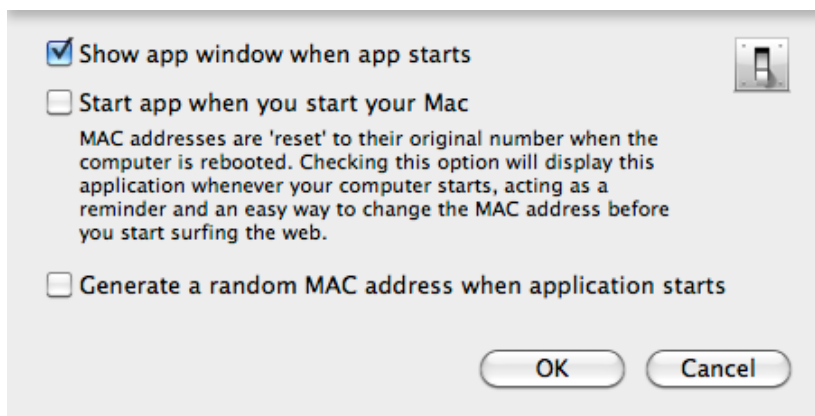 Show app window when app starts
Start app when you start your Mac
MAC addresses are 'reset' to their original number when the
computer is rebooted. Checking this option will display this
application whenever your computer starts, acting as a
reminder and an easy way to change the MAC address before
you start surfing the web.
Generate a random MAC address when application starts
OK Cancel